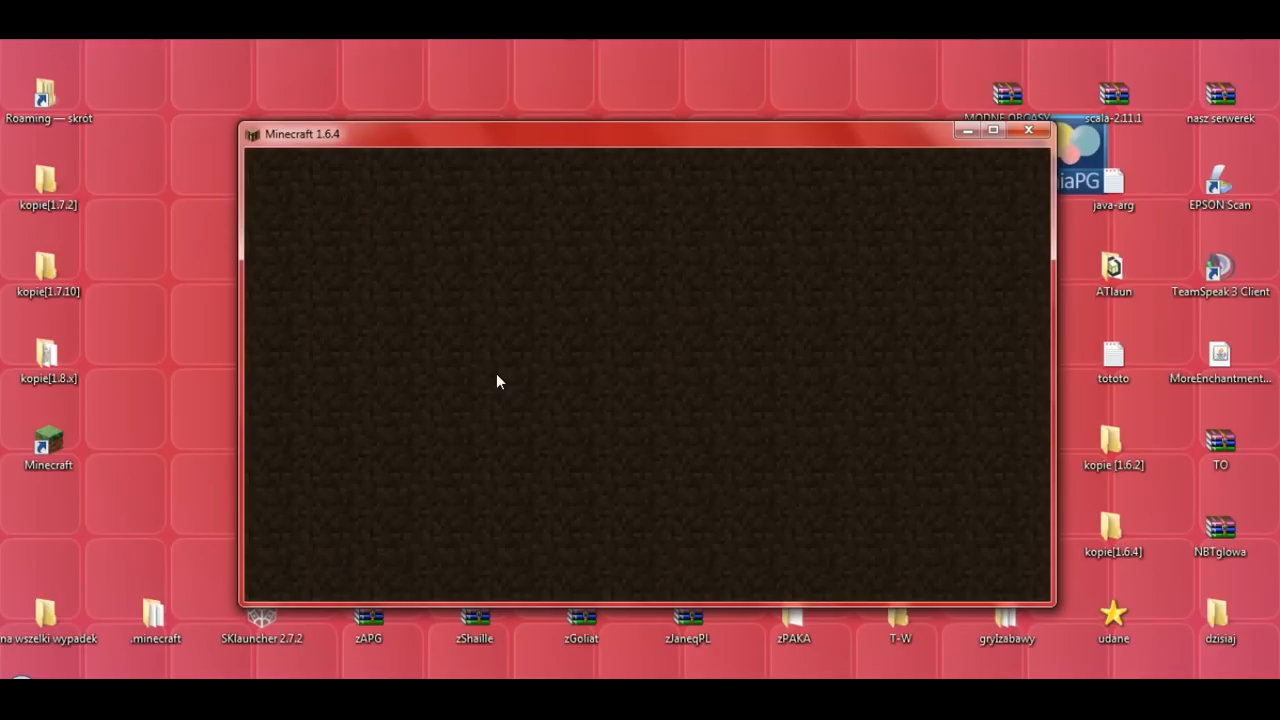 Roaming — skrót
kopie[1.7.2]
kopie[1.7.10]
kopie[1.8.x]
Minecraft
na wszelki wypadek
.minecraft
SKlauncher 2.7.2
zAPG
zShaille
zGoliat
zJaneqPL
zPAKA
T-W
gryIzabawy
udane
dzisiaj
Minecraft 1.6.4
scala-2.11.1
nasz serwerek
iaPG
java-arg
EPSON Scan
ATlaun
TeamSpeak 3 Client
tototo
MoreEnchantment...
kopie [1.6.2]
TO
kopie[1.6.4]
NBTglowa